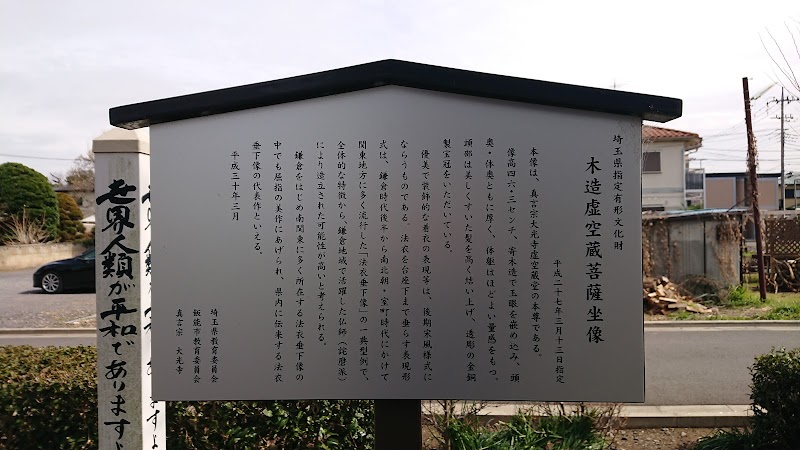 埼玉県指定有形文化財
木造虚空蔵菩薩坐像
平成二十七年三月十三日指定
本像は、真言宗大光寺虚空蔵堂の本尊である。
像高四六・三センチ、寄木造で玉眼を嵌め込み、頭
奥・体奥ともに厚く、体躯はほどよい量感をもつ。
頭部は美しくすいた髪を高く結い上げ、透彫の金銅
製宝冠をいただいている。
優美で装飾的な着衣の表現等は、後期宋風様式に
ならうものである。法衣を台座下まで垂らす表現形
式は、鎌倉時代後半から南北朝・室町時代にかけて
関東地方に多く流行した「法衣垂下像」の一典型例で、
全体的な特徴から、鎌倉地域で活躍した仏師（詫磨派）
により造立された可能性が高いと考えられる。
鎌倉をはじめ南関東に多く所在する法衣垂下像の
中でも屈指の美作にあげられ、県内に伝来する法衣
垂下像の代表作といえる。
平成三十年三月
埼玉県教育委員会
飯能市教育委員会
真言宗 大光寺
世界人類が平和でありますよ